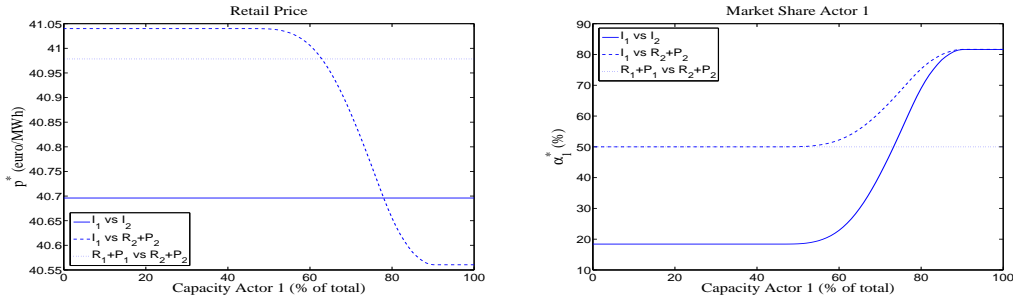 Retail Price
41.05
41
40.95
40.9
40.85
40.8
40.75
40.7
40.65
40.6
40.55
p* (euro/MWh)
I₁ vs I₂
I₁ vs R₂+P₂
R₁+P₁ vs R₂+P₂
0 20 40 60 80 100
Capacity Actor 1 (% of total)
Market Share Actor 1
90
80
70
60
50
40
30
20
10
α₁* (%)
I₁ vs I₂
I₁ vs R₂+P₂
R₁+P₁ vs R₂+P₂
0 20 40 60 80 100
Capacity Actor 1 (% of total)